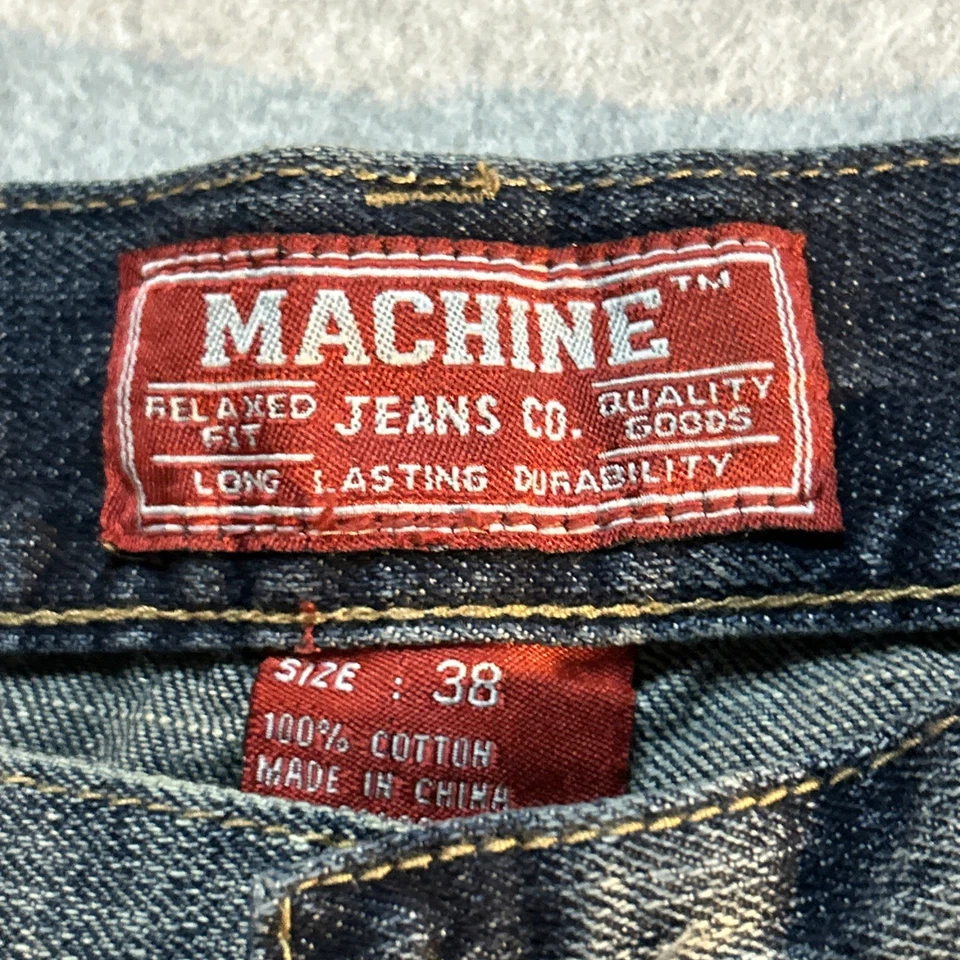 MACHINE™
RELAXED
FIT
JEANS CO.
QUALITY
GOODS
LONG LASTING DURABILITY
SIZE : 38
100% COTTON
MADE IN CHINA